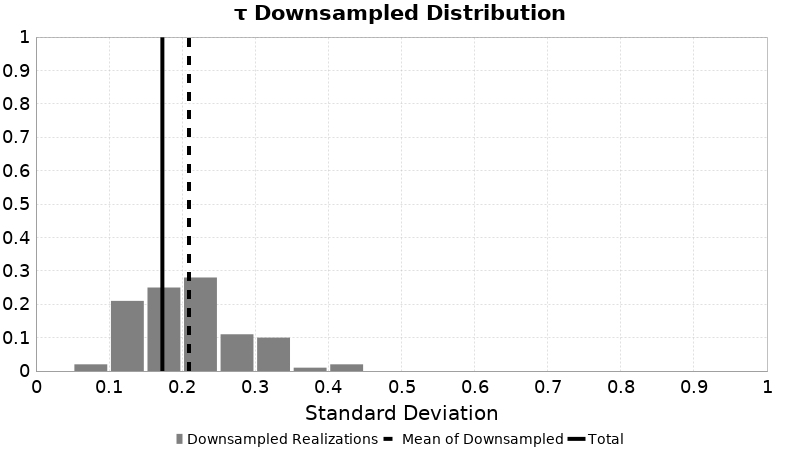 τ Downsampled Distribution
1
0.9
0.8
0.7
0.6
0.5
0.4
0.3
0.2
0.1
0
0 0.1 0.2 0.3 0.4 0.5 0.6 0.7 0.8 0.9 1
Standard Deviation
Downsampled Realizations Mean of Downsampled Total